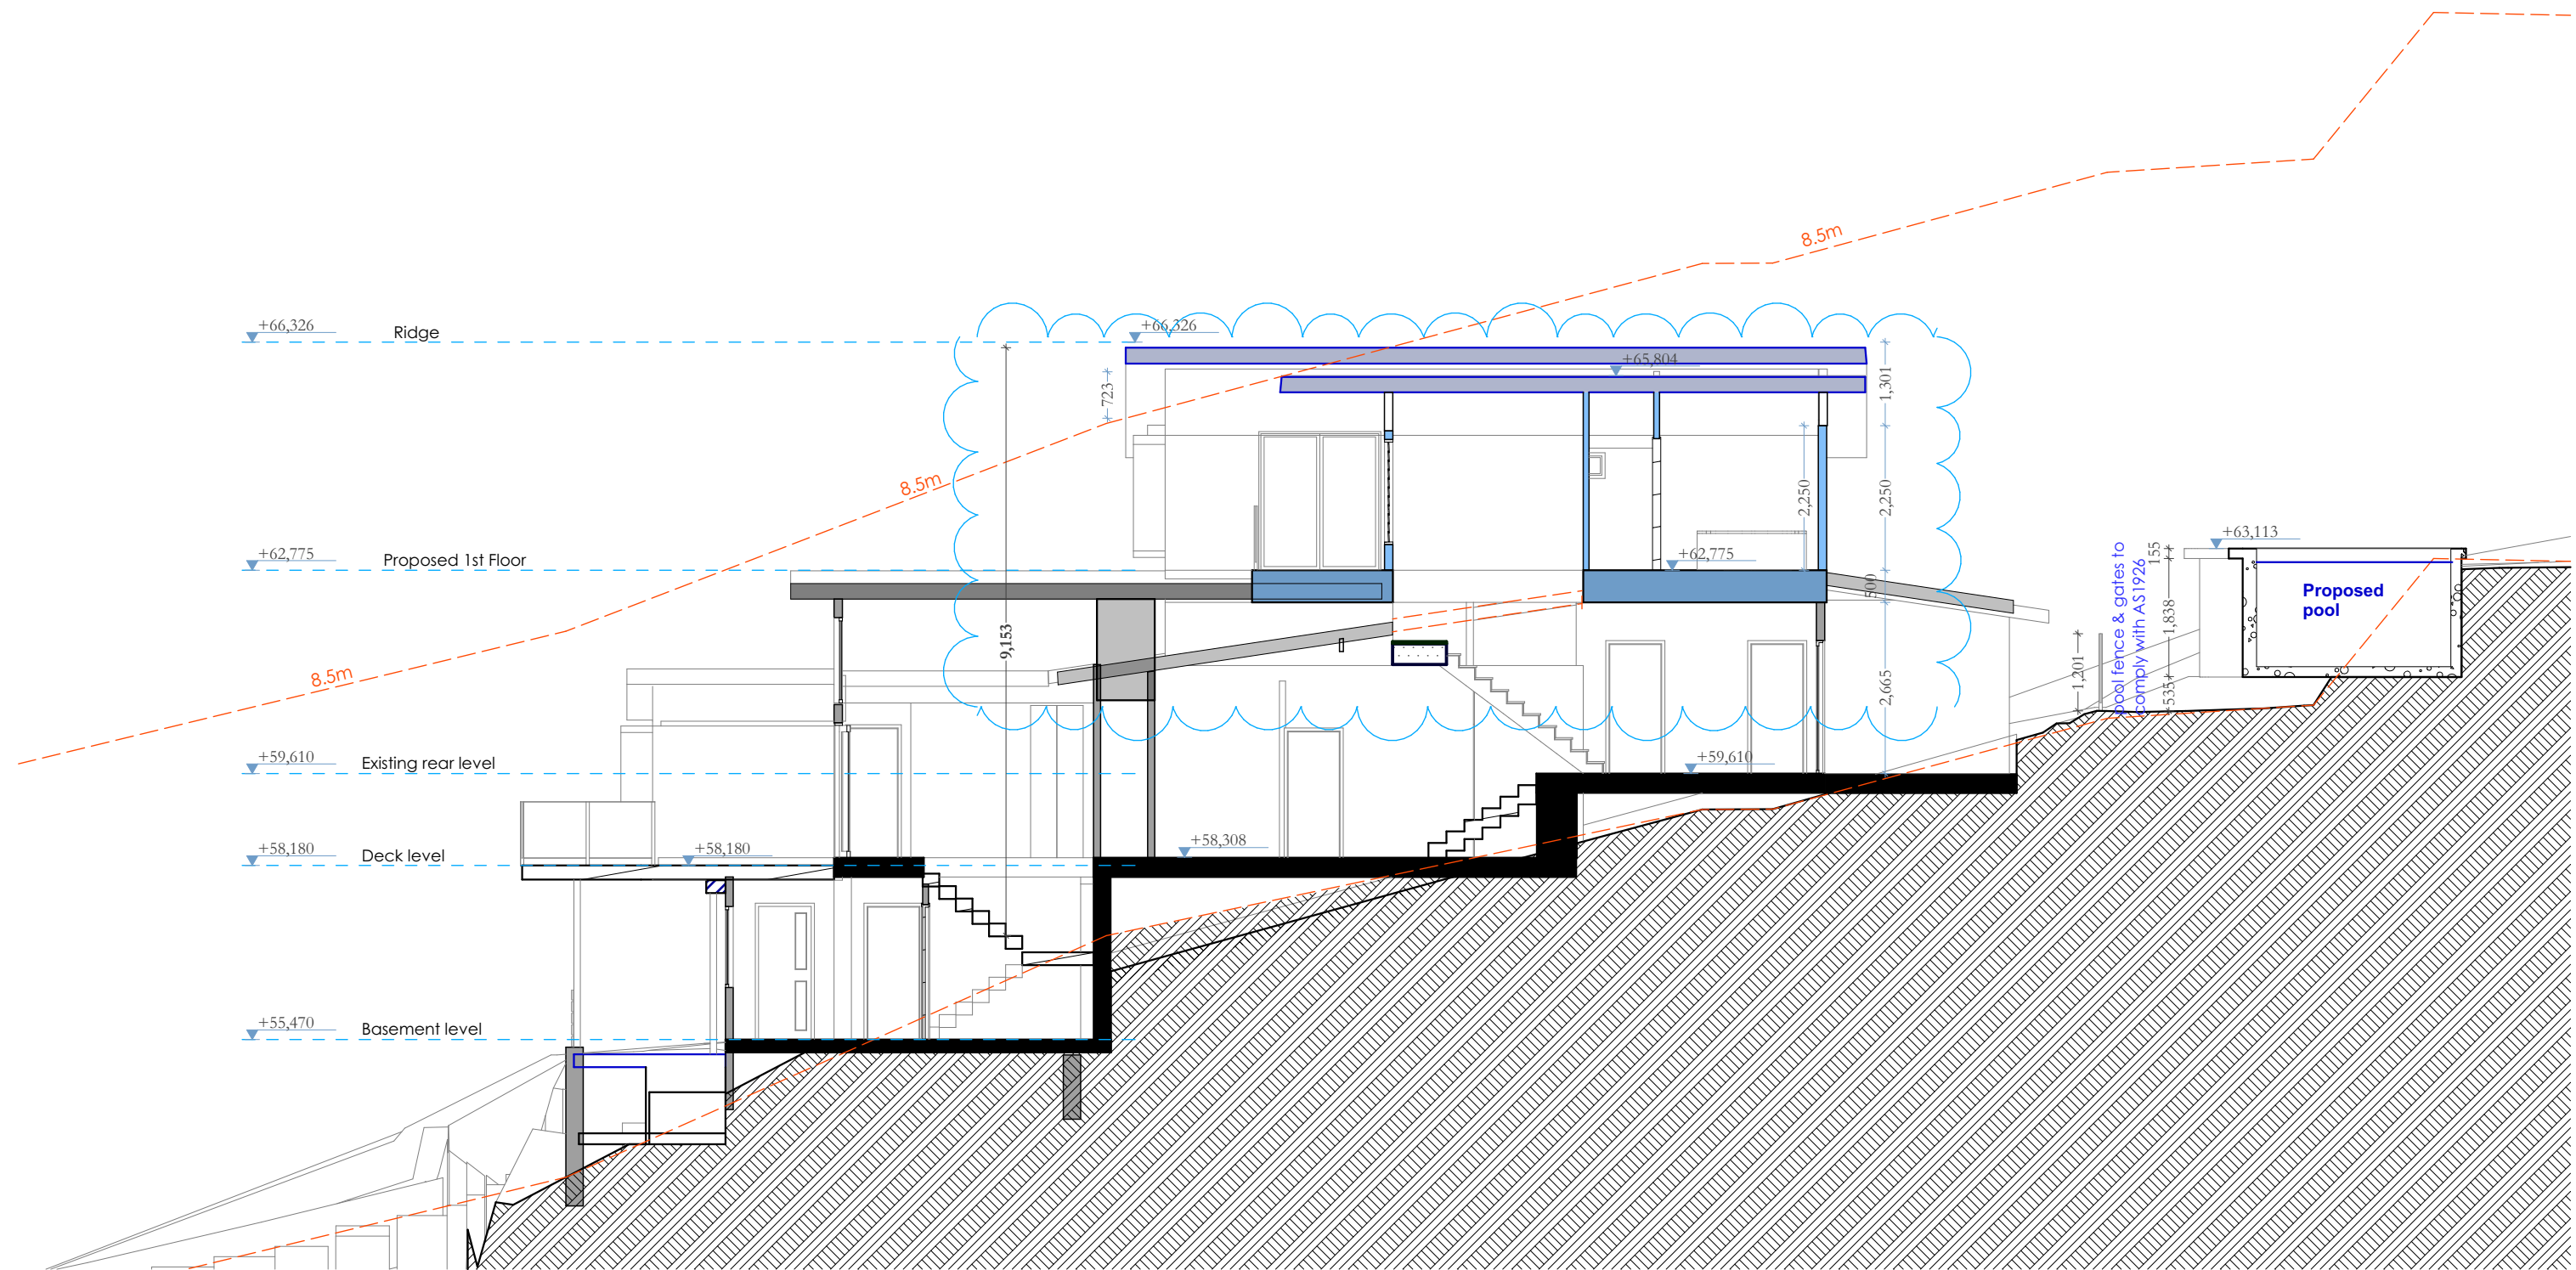 8.5m
8.5m
+66,326
Ridge
+66,326
+65,804
723
1,301
8.5m
2,250
2,250
+63,113
+62,775
Proposed 1st Floor
+62,775
155
500
Proposed
pool
1,838
pool fence & gates to
comply with AS1926
9,153
8.5m
1,201
535
2,665
+59,610
Existing rear level
+59,610
+58,180
Deck level
+58,180
+58,308
+55,470
Basement level